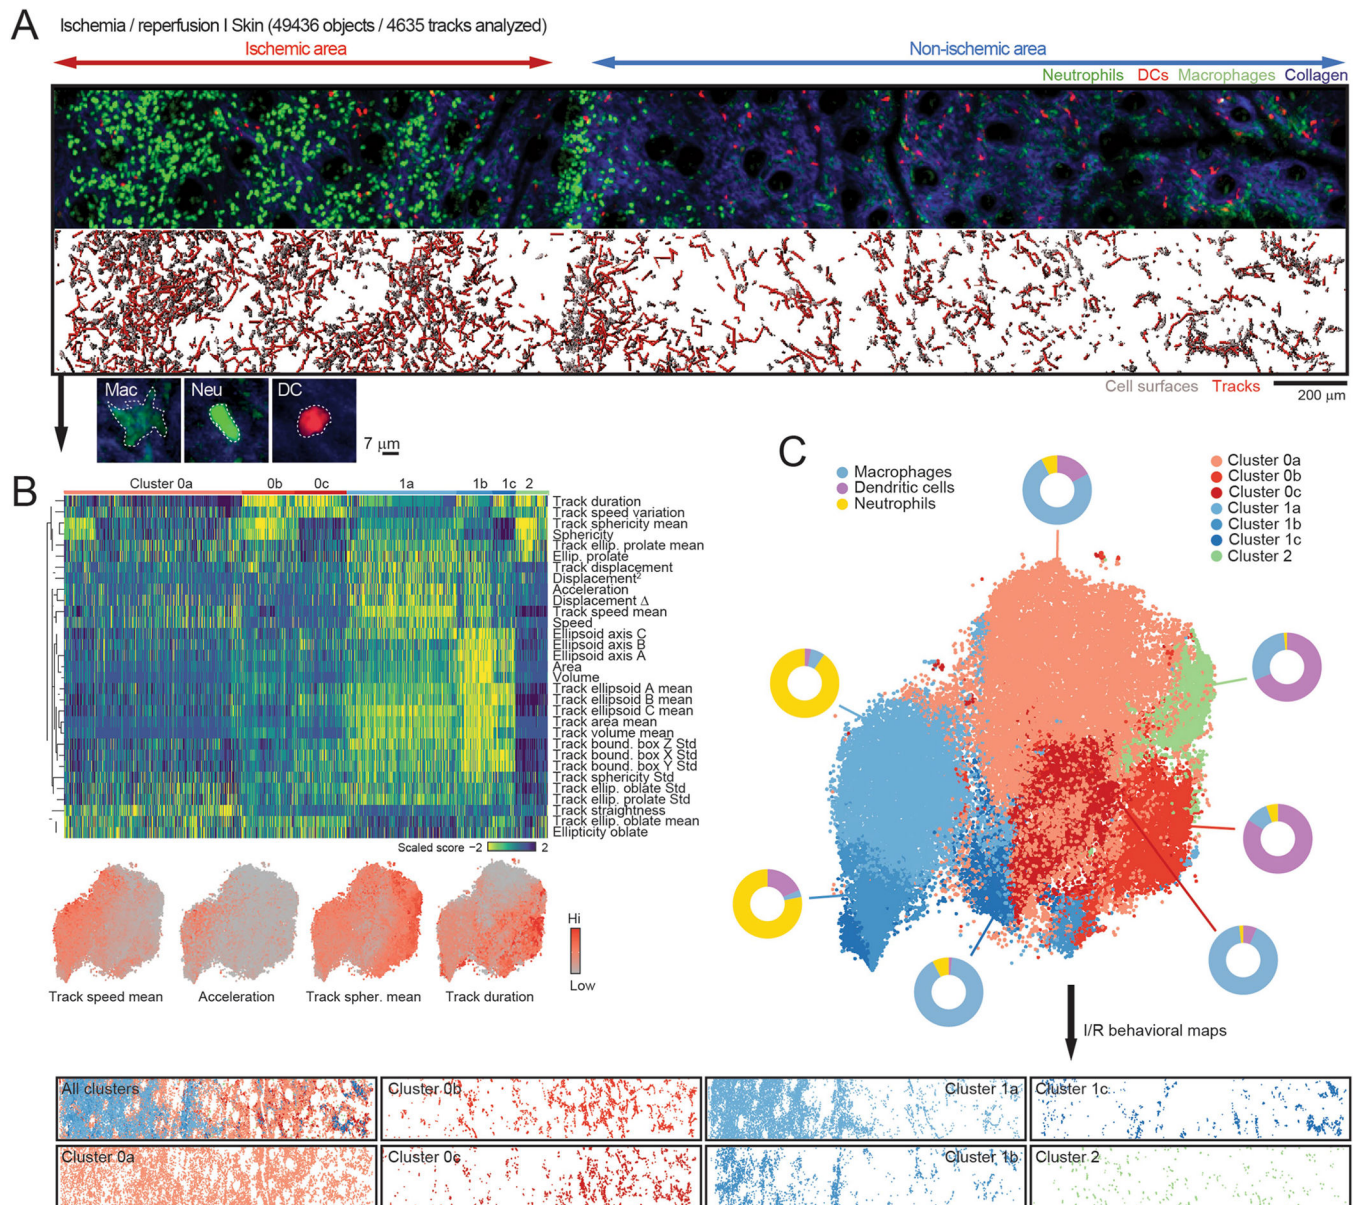 A
Ischemia / reperfusion I Skin (49436 objects / 4635 tracks analyzed)
Ischemic area
Non-ischemic area
Neutrophils DCs Macrophages Collagen
Cell surfaces Tracks
200 μm
Mac
Neu
DC
7 μm
B
Cluster 0a 0b 0c 1a 1b 1c 2
Track duration
Track speed variation
Track sphericity mean
Sphericity
Track ellip. prolate mean
Ellip. prolate
Track displacement
Displacement²
Acceleration
Displacement Δ
Track speed mean
Speed
Ellipsoid axis C
Ellipsoid axis B
Ellipsoid axis A
Area
Volume
Track ellipsoid A mean
Track ellipsoid B mean
Track ellipsoid C mean
Track area mean
Track volume mean
Track bound. box Z Std
Track bound. box X Std
Track bound. box Y Std
Track sphericity Std
Track ellip. oblate Std
Track ellip. prolate Std
Track straightness
Track ellip. oblate mean
Ellipticity oblate
Scaled score −2 2
Hi
Low
Track speed mean
Acceleration
Track spher. mean
Track duration
C
Macrophages
Dendritic cells
Neutrophils
Cluster 0a
Cluster 0b
Cluster 0c
Cluster 1a
Cluster 1b
Cluster 1c
Cluster 2
I/R behavioral maps
All clusters
Cluster 0b
Cluster 1a
Cluster 1c
Cluster 0a
Cluster 0c
Cluster 1b
Cluster 2